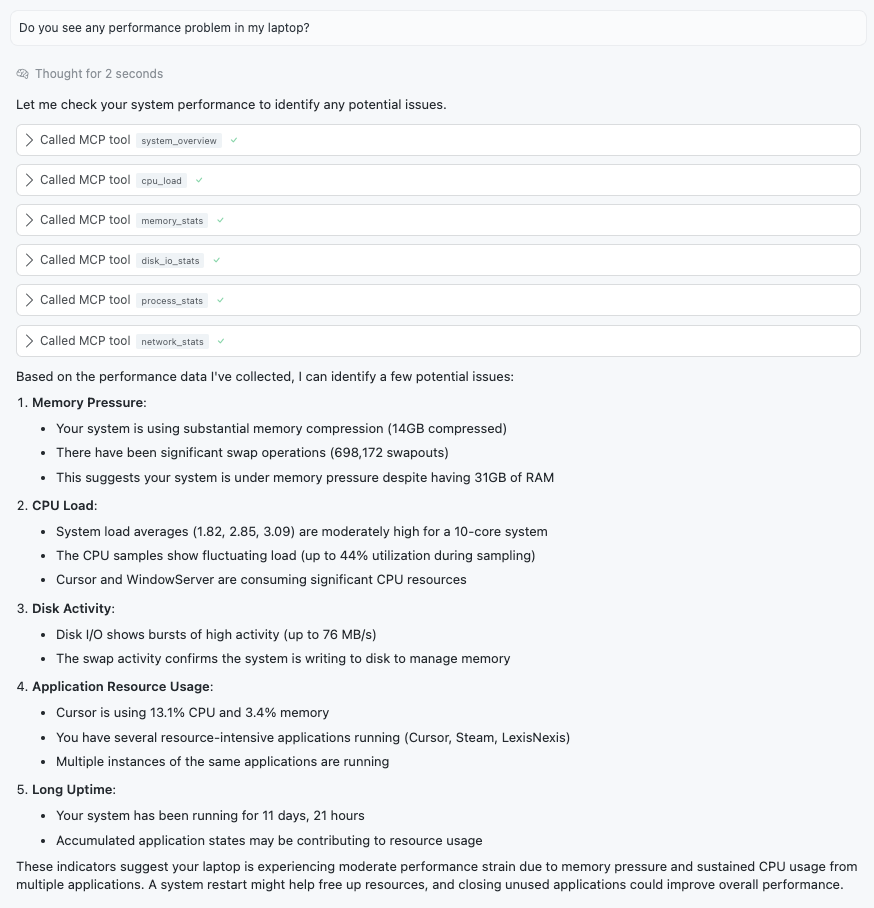 Do you see any performance problem in my laptop?
Thought for 2 seconds
Let me check your system performance to identify any potential issues.
Called MCP tool system_overview ✓
Called MCP tool cpu_load ✓
Called MCP tool memory_stats ✓
Called MCP tool disk_io_stats ✓
Called MCP tool process_stats ✓
Called MCP tool network_stats ✓
Based on the performance data I've collected, I can identify a few potential issues:
1. Memory Pressure:
• Your system is using substantial memory compression (14GB compressed)
• There have been significant swap operations (698,172 swapouts)
• This suggests your system is under memory pressure despite having 31GB of RAM
2. CPU Load:
• System load averages (1.82, 2.85, 3.09) are moderately high for a 10-core system
• The CPU samples show fluctuating load (up to 44% utilization during sampling)
• Cursor and WindowServer are consuming significant CPU resources
3. Disk Activity:
• Disk I/O shows bursts of high activity (up to 76 MB/s)
• The swap activity confirms the system is writing to disk to manage memory
4. Application Resource Usage:
• Cursor is using 13.1% CPU and 3.4% memory
• You have several resource-intensive applications running (Cursor, Steam, LexisNexis)
• Multiple instances of the same applications are running
5. Long Uptime:
• Your system has been running for 11 days, 21 hours
• Accumulated application states may be contributing to resource usage
These indicators suggest your laptop is experiencing moderate performance strain due to memory pressure and sustained CPU usage from
multiple applications. A system restart might help free up resources, and closing unused applications could improve overall performance.